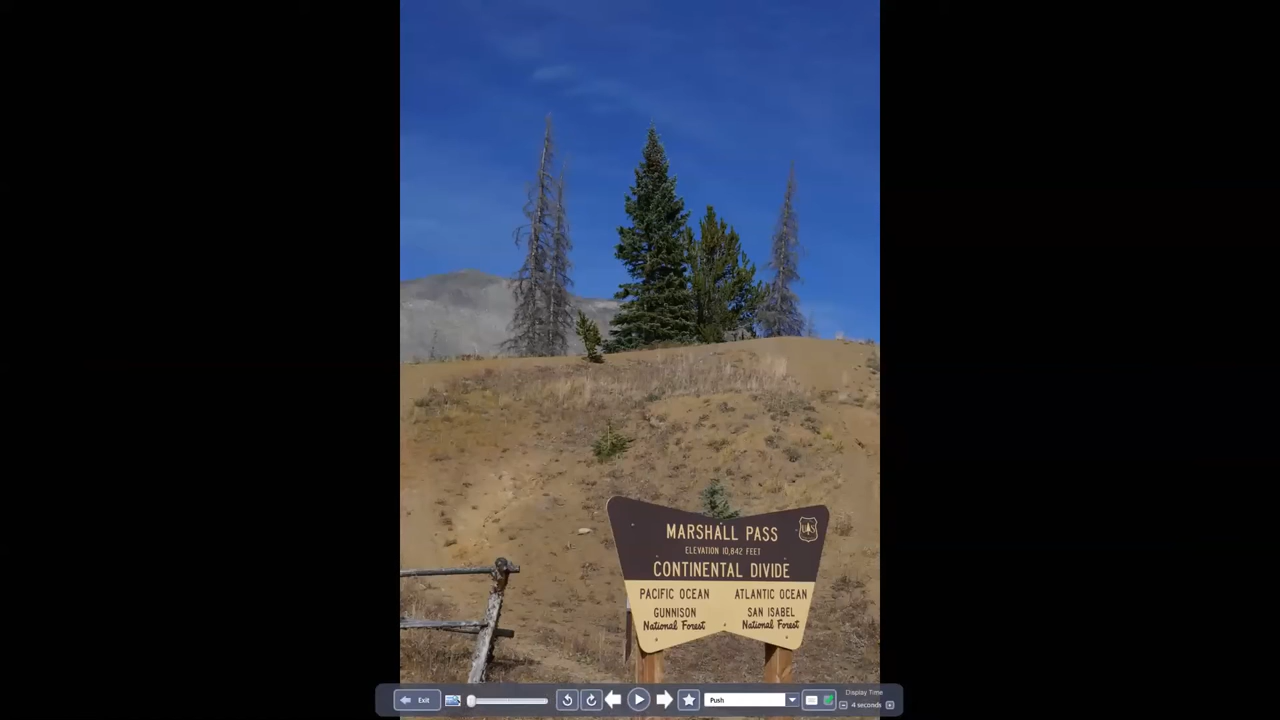 MARSHALL PASS
US
ELEVATION 10,842 FEET
CONTINENTAL DIVIDE
PACIFIC OCEAN
ATLANTIC OCEAN
GUNNISON
National Forest
SAN ISABEL
National Forest
Exit
Push
Display Time
4 seconds